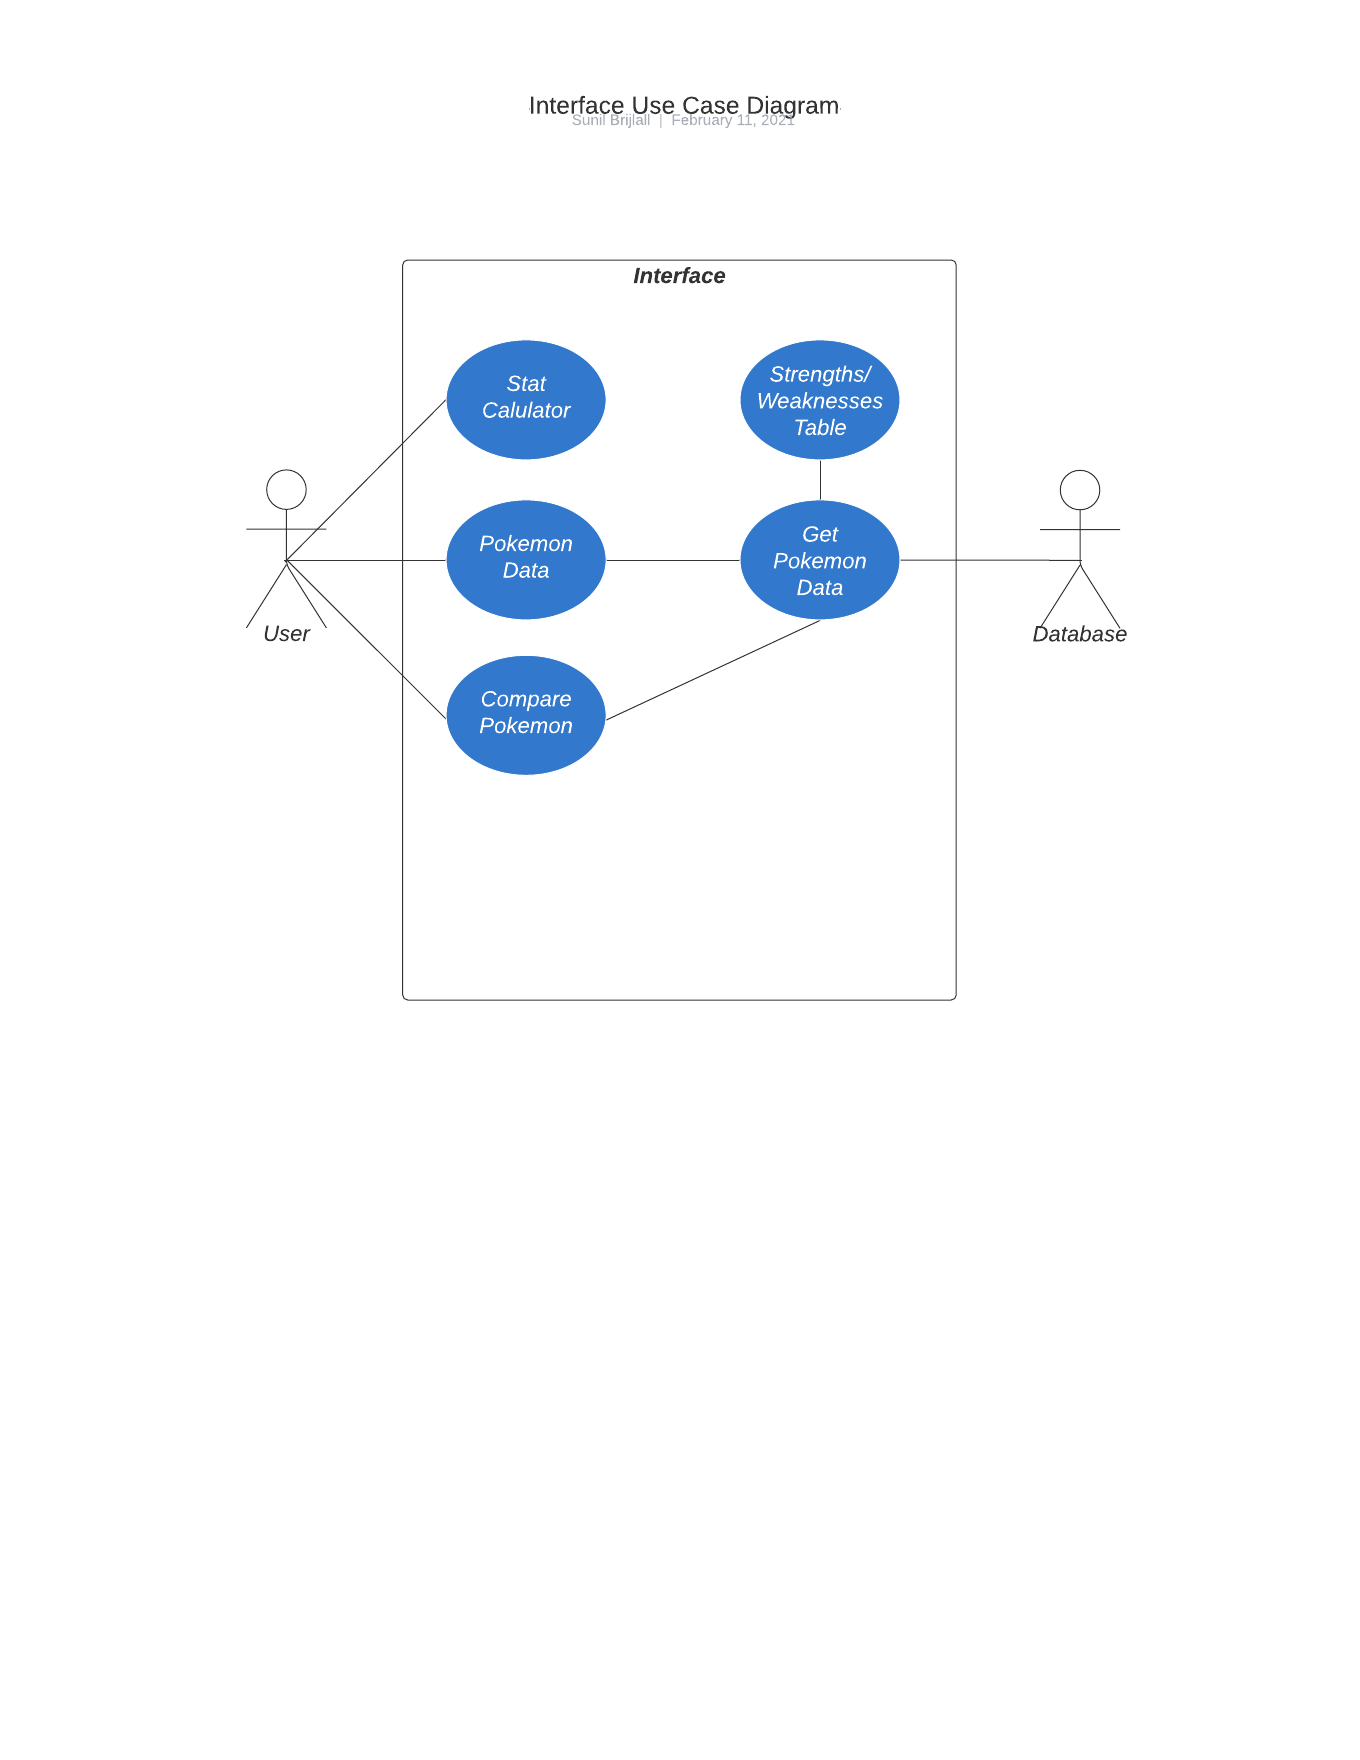 Interface Use Case Diagram
Sunil Brijlall | February 11, 2021
Interface
Stat
Calulator
Strengths/
Weaknesses
Table
Pokemon
Data
Get
Pokemon
Data
User
Database
Compare
Pokemon